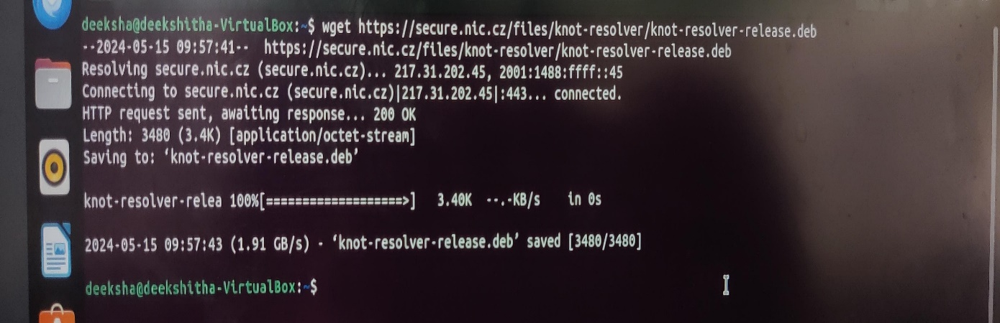 deeksha@deekshitha-VirtualBox:~$ wget https://secure.nic.cz/files/knot-resolver/knot-resolver-release.deb
--2024-05-15 09:57:41--  https://secure.nic.cz/files/knot-resolver/knot-resolver-release.deb
Resolving secure.nic.cz (secure.nic.cz)... 217.31.202.45, 2001:1488:ffff::45
Connecting to secure.nic.cz (secure.nic.cz)|217.31.202.45|:443... connected.
HTTP request sent, awaiting response... 200 OK
Length: 3480 (3.4K) [application/octet-stream]
Saving to: ‘knot-resolver-release.deb’
knot-resolver-relea 100%[===================>]   3.40K  --.-KB/s    in 0s
2024-05-15 09:57:43 (1.91 GB/s) - ‘knot-resolver-release.deb’ saved [3480/3480]
deeksha@deekshitha-VirtualBox:~$